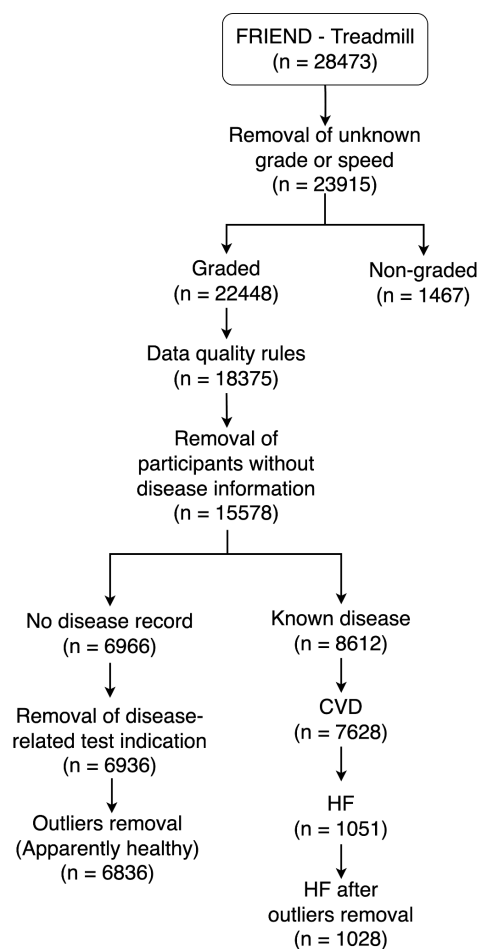 FRIEND - Treadmill
(n = 28473)
Removal of unknown
grade or speed
(n = 23915)
Graded
(n = 22448)
Non-graded
(n = 1467)
Data quality rules
(n = 18375)
Removal of
participants without
disease information
(n = 15578)
No disease record
(n = 6966)
Removal of disease-
related test indication
(n = 6936)
Outliers removal
(Apparently healthy)
(n = 6836)
Known disease
(n = 8612)
CVD
(n = 7628)
HF
(n = 1051)
HF after
outliers removal
(n = 1028)